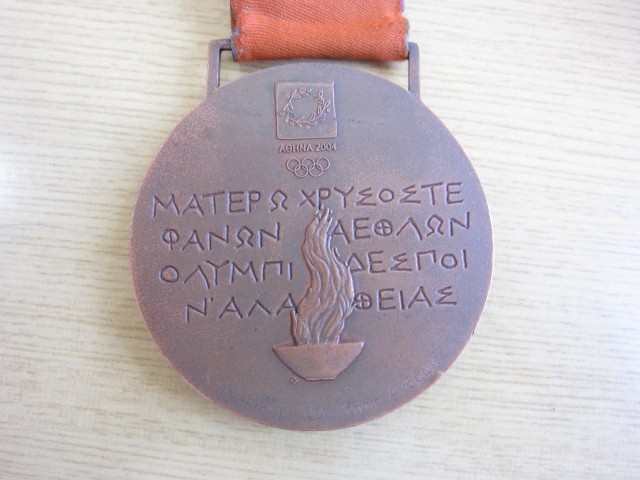 ΑΘΗΝΑ 2004
ΜΑΤΕΡ Ω ΧΡΥΣΟΣΤΕ
ΦΑΝΩΝ ΑΕΘΛΩΝ
ΟΛΥΜΠΙ ΔΕΣΠΟΙ
Ν' ΑΛΑ ΘΕΙΑΣ